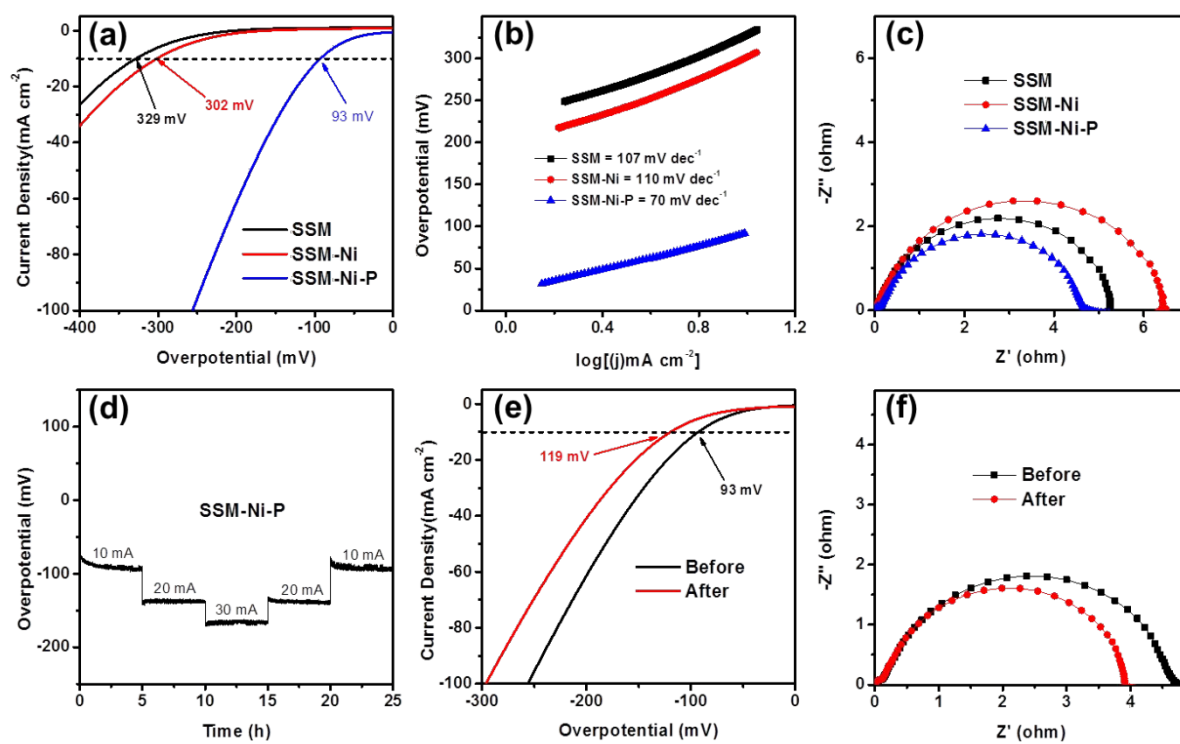 (a)
0
-20
-40
-60
-80
-100
Current Density(mA cm-2)
329 mV
302 mV
93 mV
SSM
SSM-Ni
SSM-Ni-P
-400
-300
-200
-100
0
Overpotential (mV)
(b)
300
250
200
150
100
50
0
Overpotential (mV)
SSM = 107 mV dec-1
SSM-Ni = 110 mV dec-1
SSM-Ni-P = 70 mV dec-1
0.0
0.4
0.8
1.2
log[(j)mA cm-2]
(c)
6
4
2
0
-Z" (ohm)
SSM
SSM-Ni
SSM-Ni-P
0
2
4
6
Z' (ohm)
(d)
100
0
-100
-200
Overpotential (mV)
SSM-Ni-P
10 mA
20 mA
30 mA
20 mA
10 mA
0
5
10
15
20
25
Time (h)
(e)
0
-20
-40
-60
-80
-100
Current Density(mA cm-2)
119 mV
93 mV
Before
After
-300
-200
-100
0
Overpotential (mV)
(f)
4
3
2
1
0
-Z" (ohm)
Before
After
0
1
2
3
4
Z' (ohm)